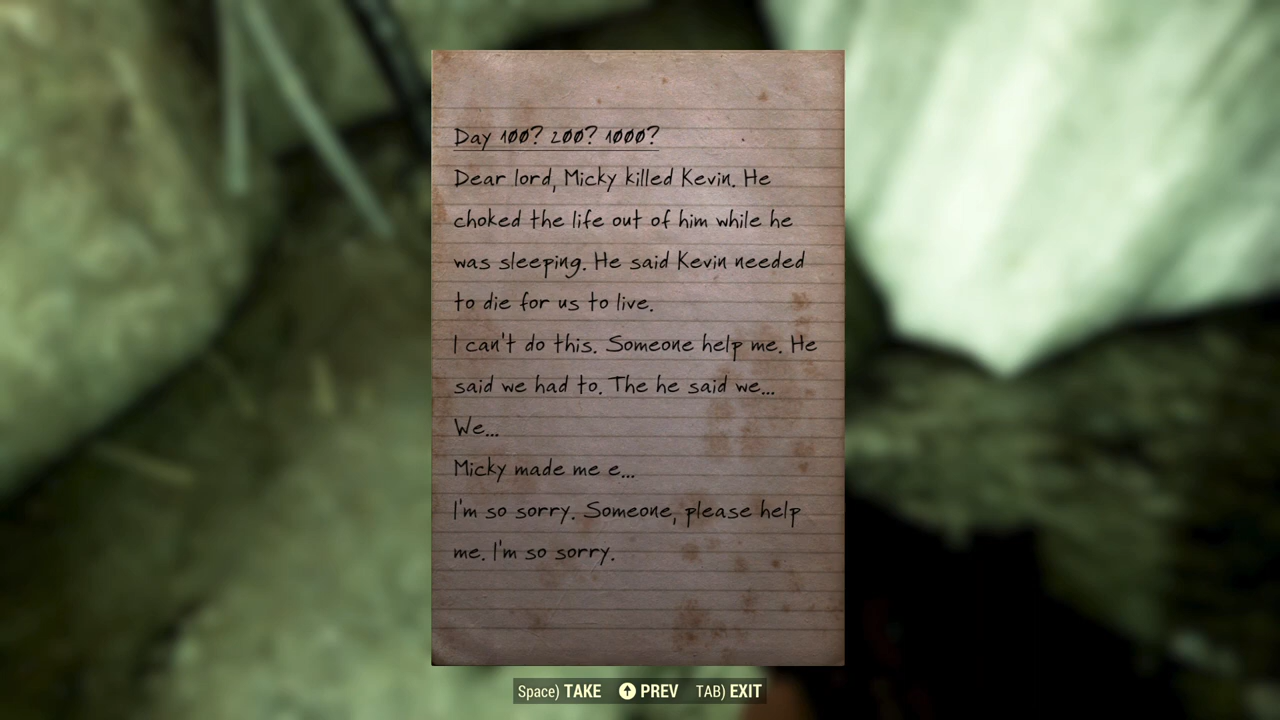 Day 100? 200? 1000?
Dear lord, Micky killed Kevin. He
choked the life out of him while he
was sleeping. He said Kevin needed
to die for us to live.
I can't do this. Someone help me. He
said we had to. The he said we...
We...
Micky made me e...
I'm so sorry. Someone, please help
me. I'm so sorry.
Space) TAKE PREV TAB) EXIT